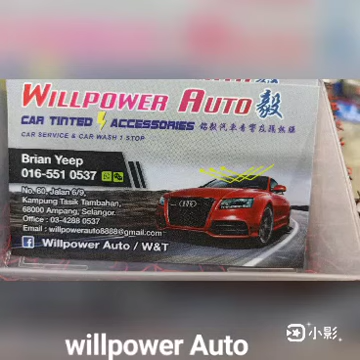 WILLPOWER AUTO 毅
CAR TINTED ACCESSORIES
CAR SERVICE & CAR WASH 1 STOP
Brian Yeep
016-551 0537
No. 60, Jalan 6/9,
Kampung Tasik Tambahan,
68000 Ampang, Selangor.
Office : 03-4288 0537
Email : willpowerauto8888@gmail.com
Willpower Auto / W&T
willpower Auto
小影